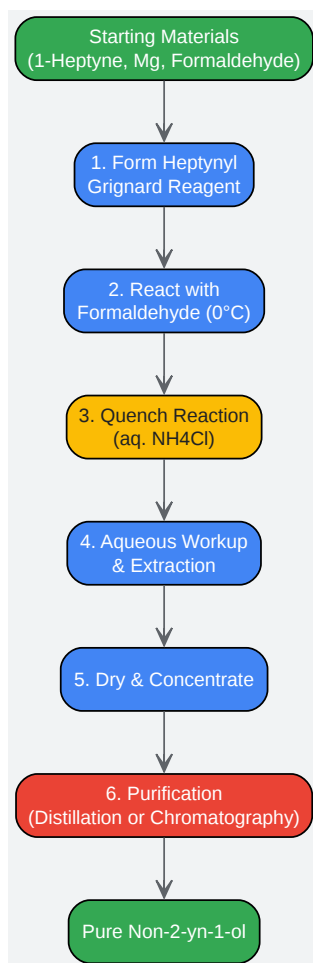 Starting Materials
(1-Heptyne, Mg, Formaldehyde)
1. Form Heptynyl
Grignard Reagent
2. React with
Formaldehyde (0°C)
3. Quench Reaction
(aq. NH4Cl)
4. Aqueous Workup
& Extraction
5. Dry & Concentrate
6. Purification
(Distillation or Chromatography)
Pure Non-2-yn-1-ol